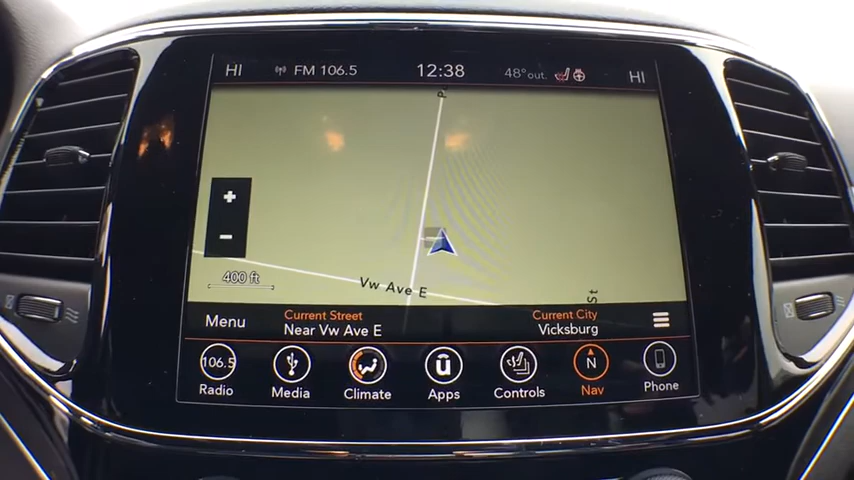 HI FM 106.5 12:38 48°out. HI
P
+
-
400 ft
Vw Ave E
St
Menu
Current Street
Near Vw Ave E
Current City
Vicksburg
106.5
N
Radio Media Climate Apps Controls Nav Phone